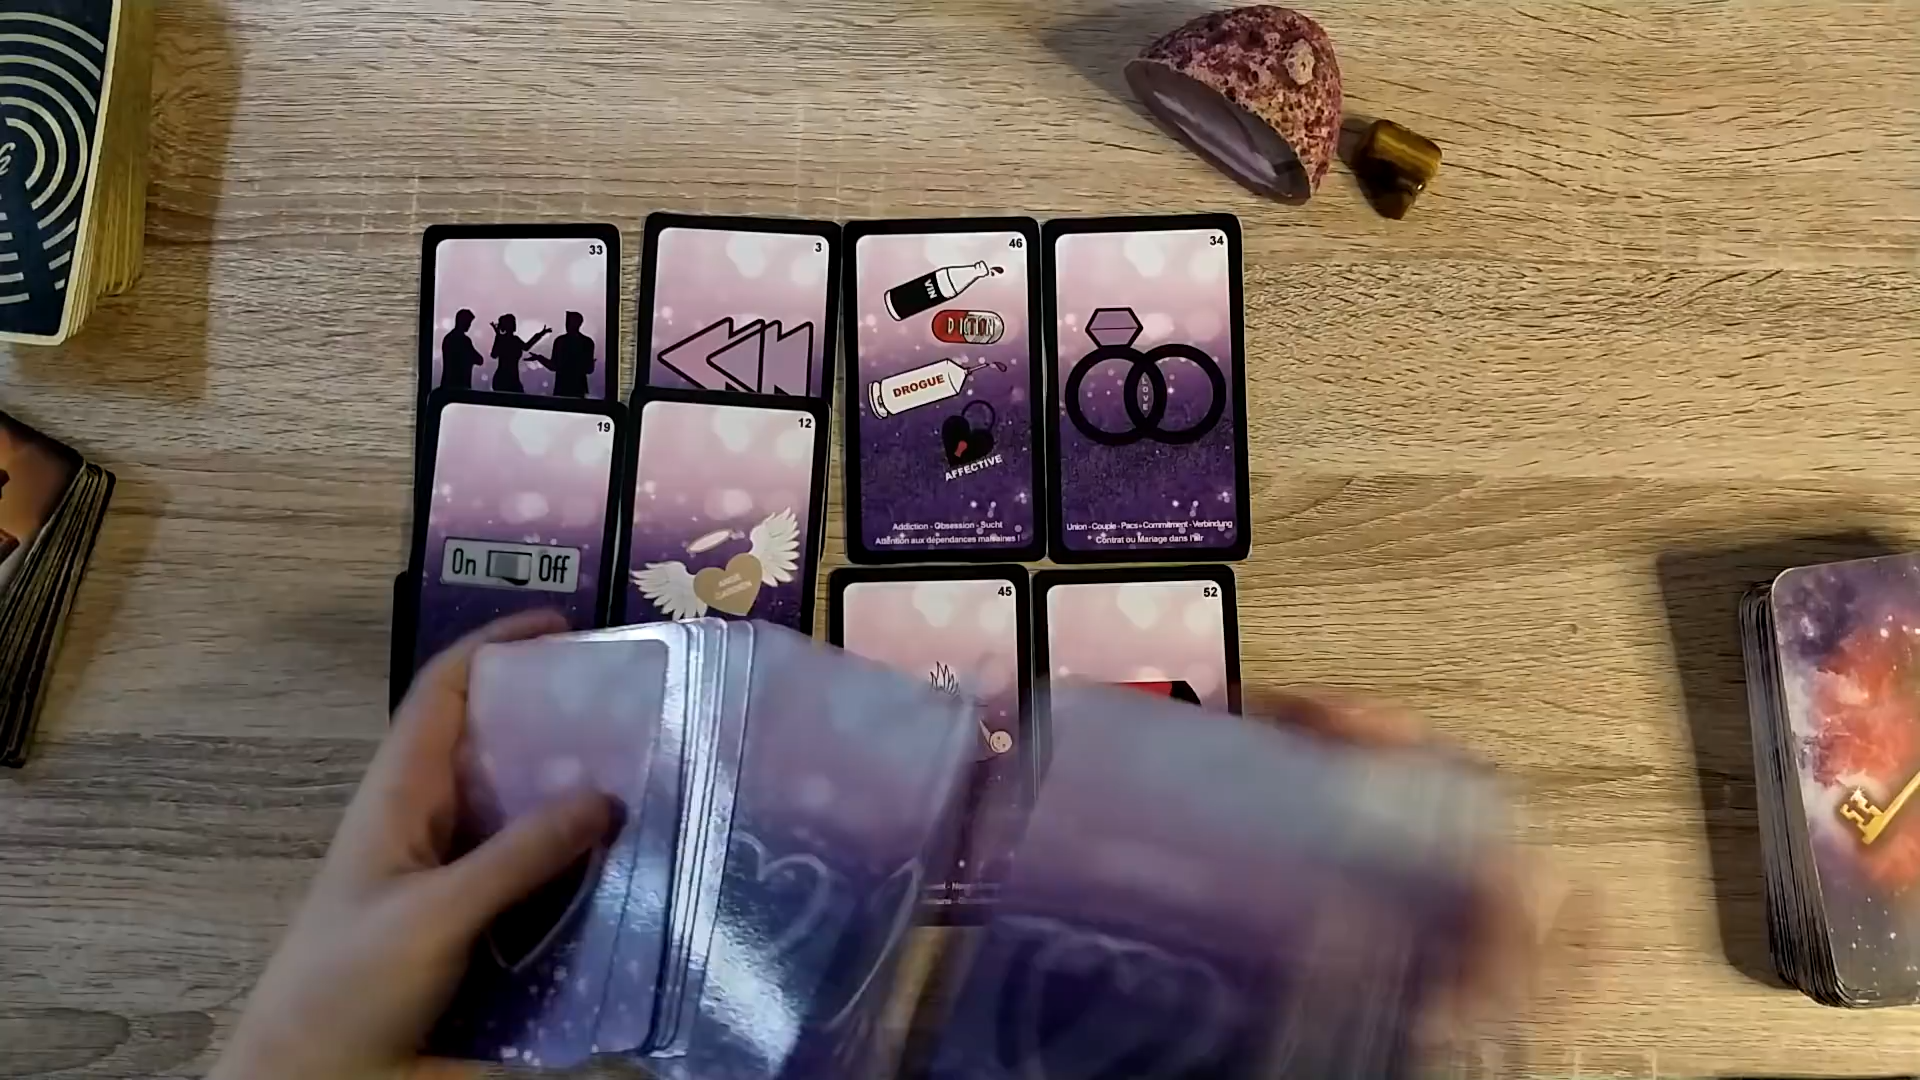 33
3
46
34
VIN
DICTION
DROGUE
AFFECTIVE
LOVE
Addiction - Obsession - Sucht
Attention aux dépendances malsaines !
Union - Couple - Pacs - Commitment - Verbindung
Contrat ou Mariage dans l'air
19
12
On Off
45
52